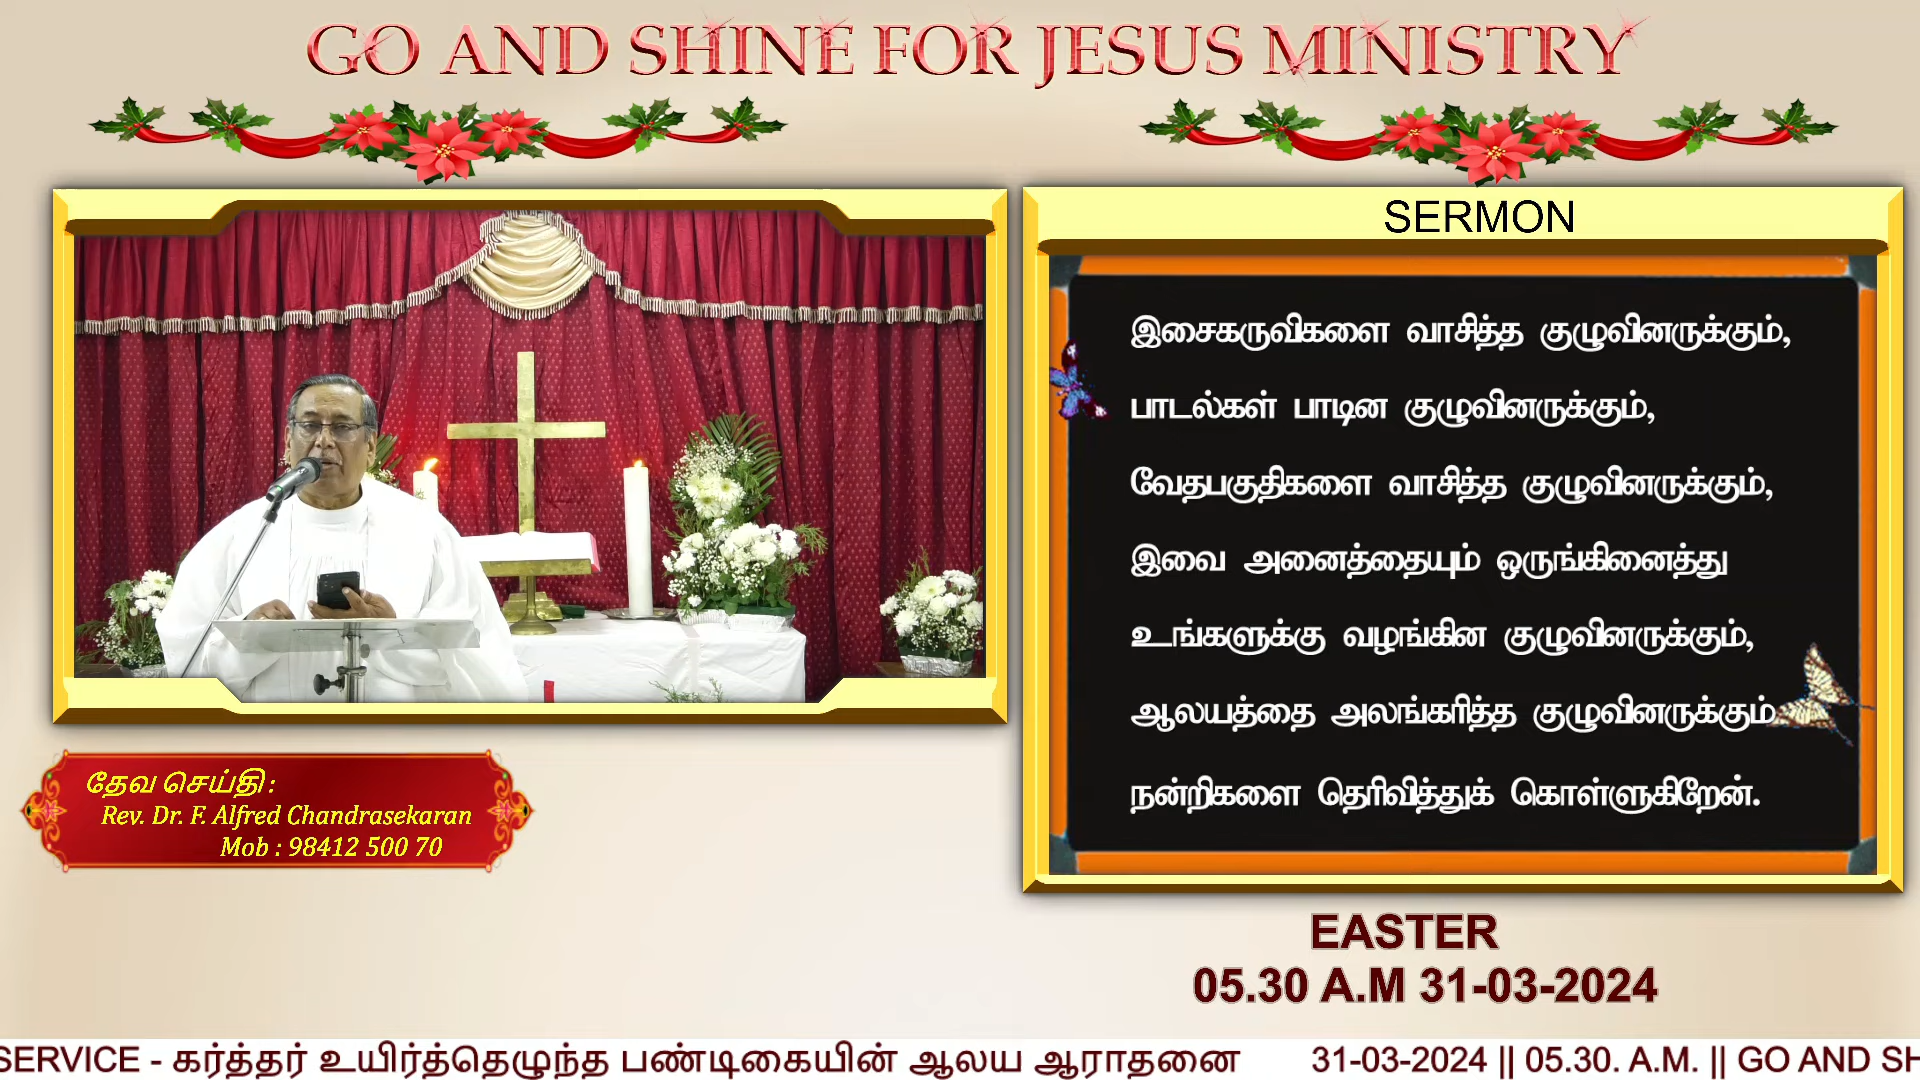 GO AND SHINE FOR JESUS MINISTRY
SERMON
இசைகருவிகளை வாசித்த குழுவினருக்கும்,
பாடல்கள் பாடின குழுவினருக்கும்,
வேதபகுதிகளை வாசித்த குழுவினருக்கும்,
இவை அனைத்தையும் ஒருங்கினைத்து
உங்களுக்கு வழங்கின குழுவினருக்கும்,
ஆலயத்தை அலங்கரித்த குழுவினருக்கும்
நன்றிகளை தெரிவித்துக் கொள்ளுகிறேன்.
தேவ செய்தி :
Rev. Dr. F. Alfred Chandrasekaran
Mob : 98412 500 70
EASTER
05.30 A.M 31-03-2024
SERVICE - கர்த்தர் உயிர்த்தெழுந்த பண்டிகையின் ஆலய ஆராதனை 31-03-2024 || 05.30. A.M. || GO AND SH